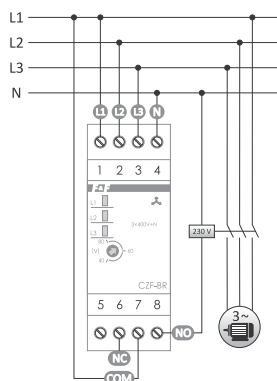 L1
L2
L3
N
L1 L2 L3 N
1 2 3 4
F&F
L1
L2
L3
3×400V+N
80
[V] 60
40
CZF-BR
5 6 7 8
230 V
3~
NO
NC
COM